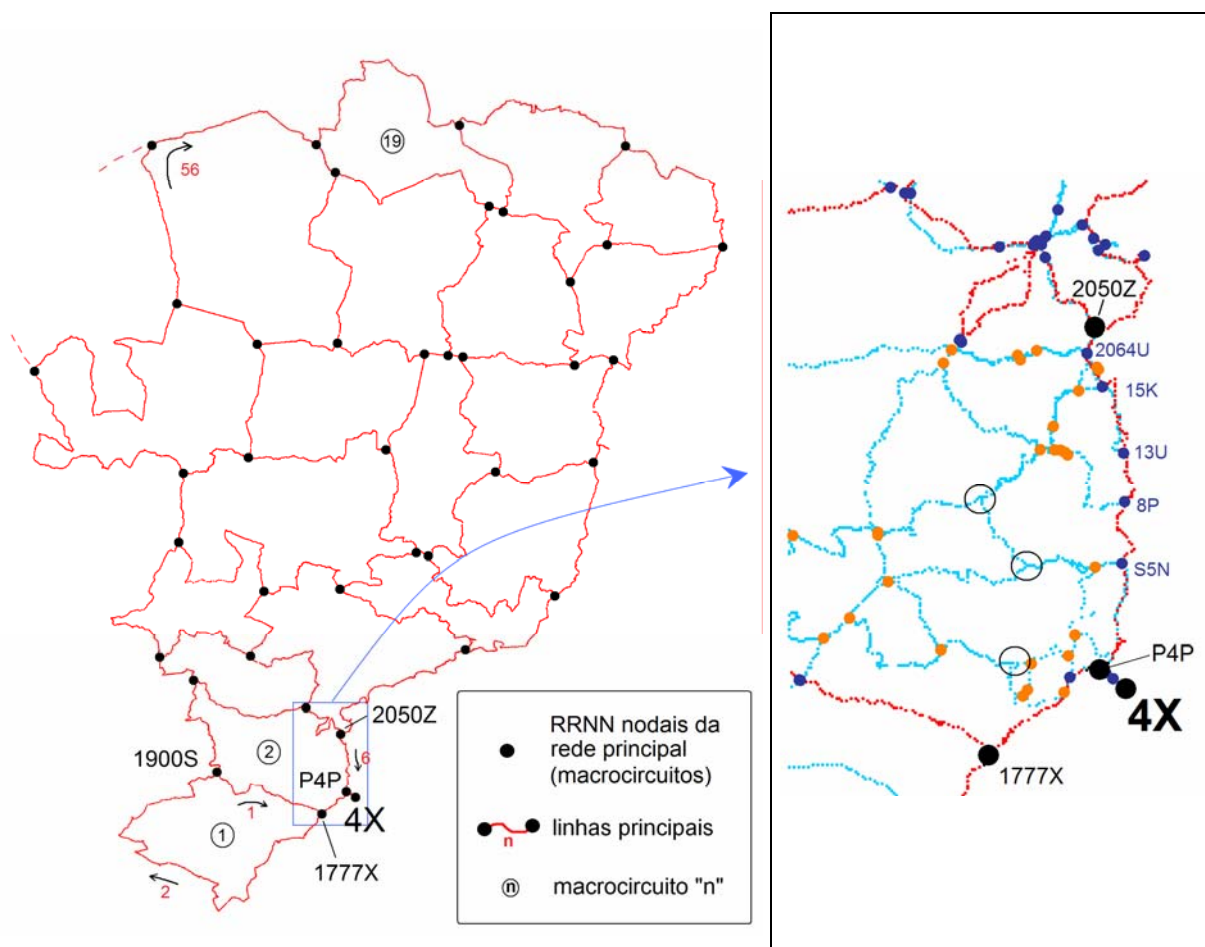 19
56
2050Z
2
6
1900S
P4P
1
4X
1
1777X
2
RRNN nodais da
rede principal
(macrocircuitos)
n
linhas principais
n
macrocircuito "n"
2050Z
2064U
15K
13U
8P
S5N
P4P
4X
1777X